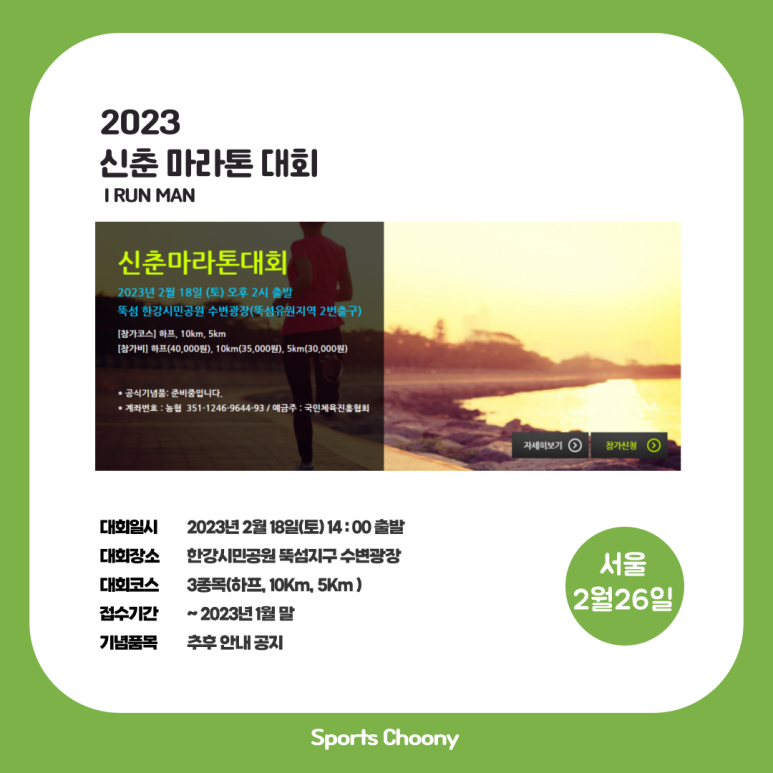 2023
신춘 마라톤 대회
I RUN MAN
신춘마라톤대회
2023년 2월 18일 (토) 오후 2시 출발
뚝섬 한강시민공원 수변광장(뚝섬유원지역 2번출구)
[참가코스] 하프, 10km, 5km
[참가비] 하프(40,000원), 10km(35,000원), 5km(30,000원)
* 공식기념품: 준비중입니다.
* 계좌번호 : 농협 351-1246-9644-93 / 예금주 : 국민체육진흥협회
자세히보기
참가신청
대회일시 2023년 2월 18일(토) 14 : 00 출발
대회장소 한강시민공원 뚝섬지구 수변광장
대회코스 3종목(하프, 10Km, 5Km )
접수기간 ~ 2023년 1월 말
기념품목 추후 안내 공지
서울
2월26일
Sports Choony